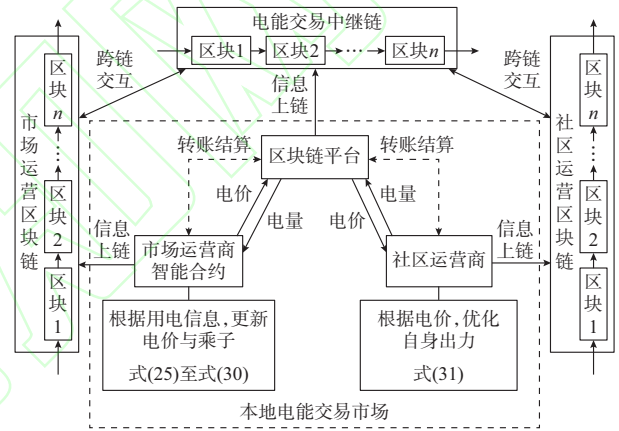 电能交易中继链
区块1
区块2
…
区块n
跨链
交互
跨链
交互
信息
上链
市场运营区块链
区块n
…
区块2
区块1
社区运营区块链
区块n
…
区块2
区块1
转账结算
区块链平台
转账结算
电价
电量
电价
电量
信息
上链
市场运营商
智能合约
社区运营商
信息
上链
根据用电信息,更新
电价与乘子
式(25)至式(30)
根据电价,优化
自身出力
式(31)
本地电能交易市场